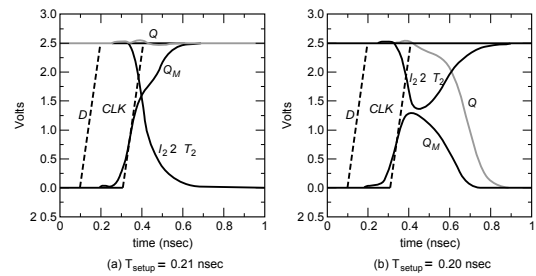 3.0
2.5
2.0
1.5
1.0
0.5
0.0
2 0.5
Volts
Q
Q_M
D
CLK
I_2 2 T_2
0
0.2
0.4
0.6
0.8
1
time (nsec)
(a) T_setup = 0.21 nsec
3.0
2.5
2.0
1.5
1.0
0.5
0.0
2 0.5
Volts
I_2 2 T_2
Q
D
CLK
Q_M
0
0.2
0.4
0.6
0.8
1
time (nsec)
(b) T_setup = 0.20 nsec